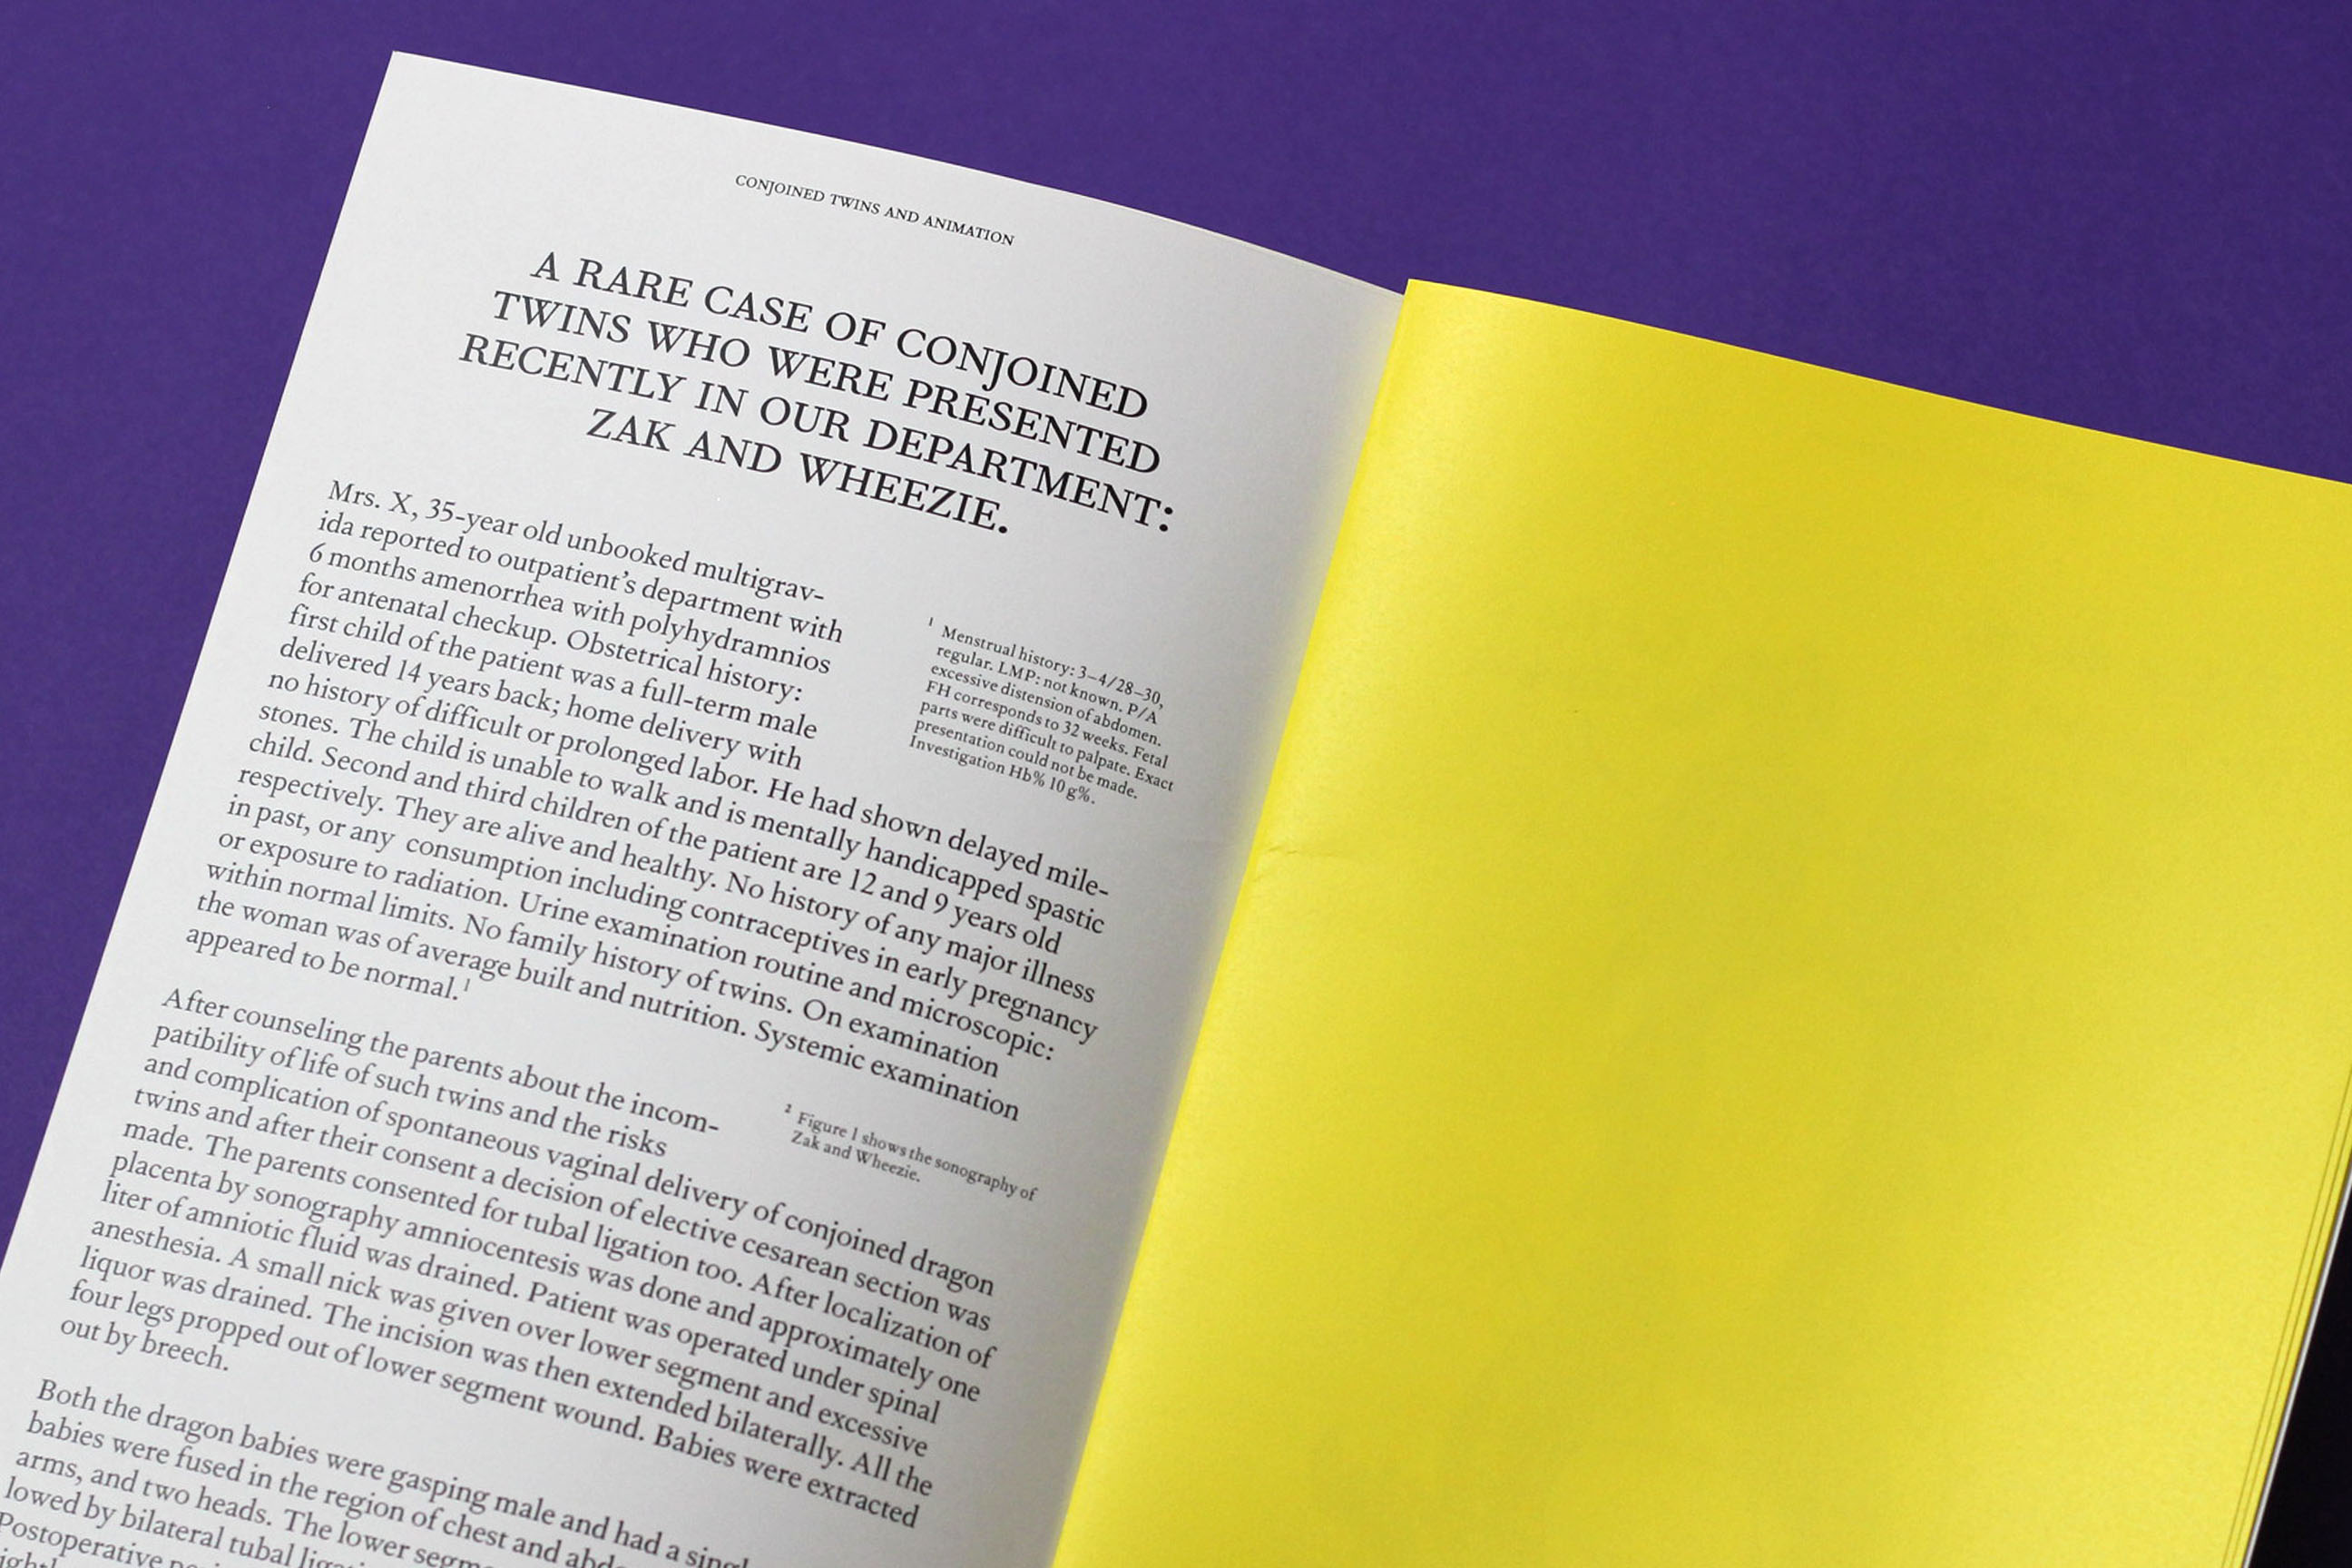 CONJOINED TWINS AND ANIMATION
A RARE CASE OF CONJOINED
TWINS WHO WERE PRESENTED
RECENTLY IN OUR DEPARTMENT:
ZAK AND WHEEZIE.
Mrs. X, 35-year old unbooked multigrav-
ida reported to outpatient's department with
6 months amenorrhea with polyhydramnios
for antenatal checkup. Obstetrical history:
first child of the patient was a full-term male
delivered 14 years back; home delivery with
no history of difficult or prolonged labor. He had shown delayed mile-
stones. The child is unable to walk and is mentally handicapped spastic
child. Second and third children of the patient are 12 and 9 years old
respectively. They are alive and healthy. No history of any major illness
in past, or any consumption including contraceptives in early pregnancy
or exposure to radiation. Urine examination routine and microscopic:
within normal limits. No family history of twins. On examination
the woman was of average built and nutrition. Systemic examination
appeared to be normal.¹
¹ Menstrual history: 3–4/28–30,
regular. LMP: not known. P/A
excessive distension of abdomen.
FH corresponds to 32 weeks. Fetal
parts were difficult to palpate. Exact
presentation could not be made.
Investigation Hb% 10 g%.
After counseling the parents about the incom-
patibility of life of such twins and the risks
and complication of spontaneous vaginal delivery of conjoined dragon
twins and after their consent a decision of elective cesarean section was
made. The parents consented for tubal ligation too. After localization of
placenta by sonography amniocentesis was done and approximately one
liter of amniotic fluid was drained. Patient was operated under spinal
anesthesia. A small nick was given over lower segment and excessive
liquor was drained. The incision was then extended bilaterally. All the
four legs propped out of lower segment wound. Babies were extracted
out by breech.
² Figure 1 shows the sonography of
Zak and Wheezie.
Both the dragon babies were gasping male and had a singl
babies were fused in the region of chest and abdo
arms, and two heads. The lower segm
lowed by bilateral tubal ligati
Postoperative